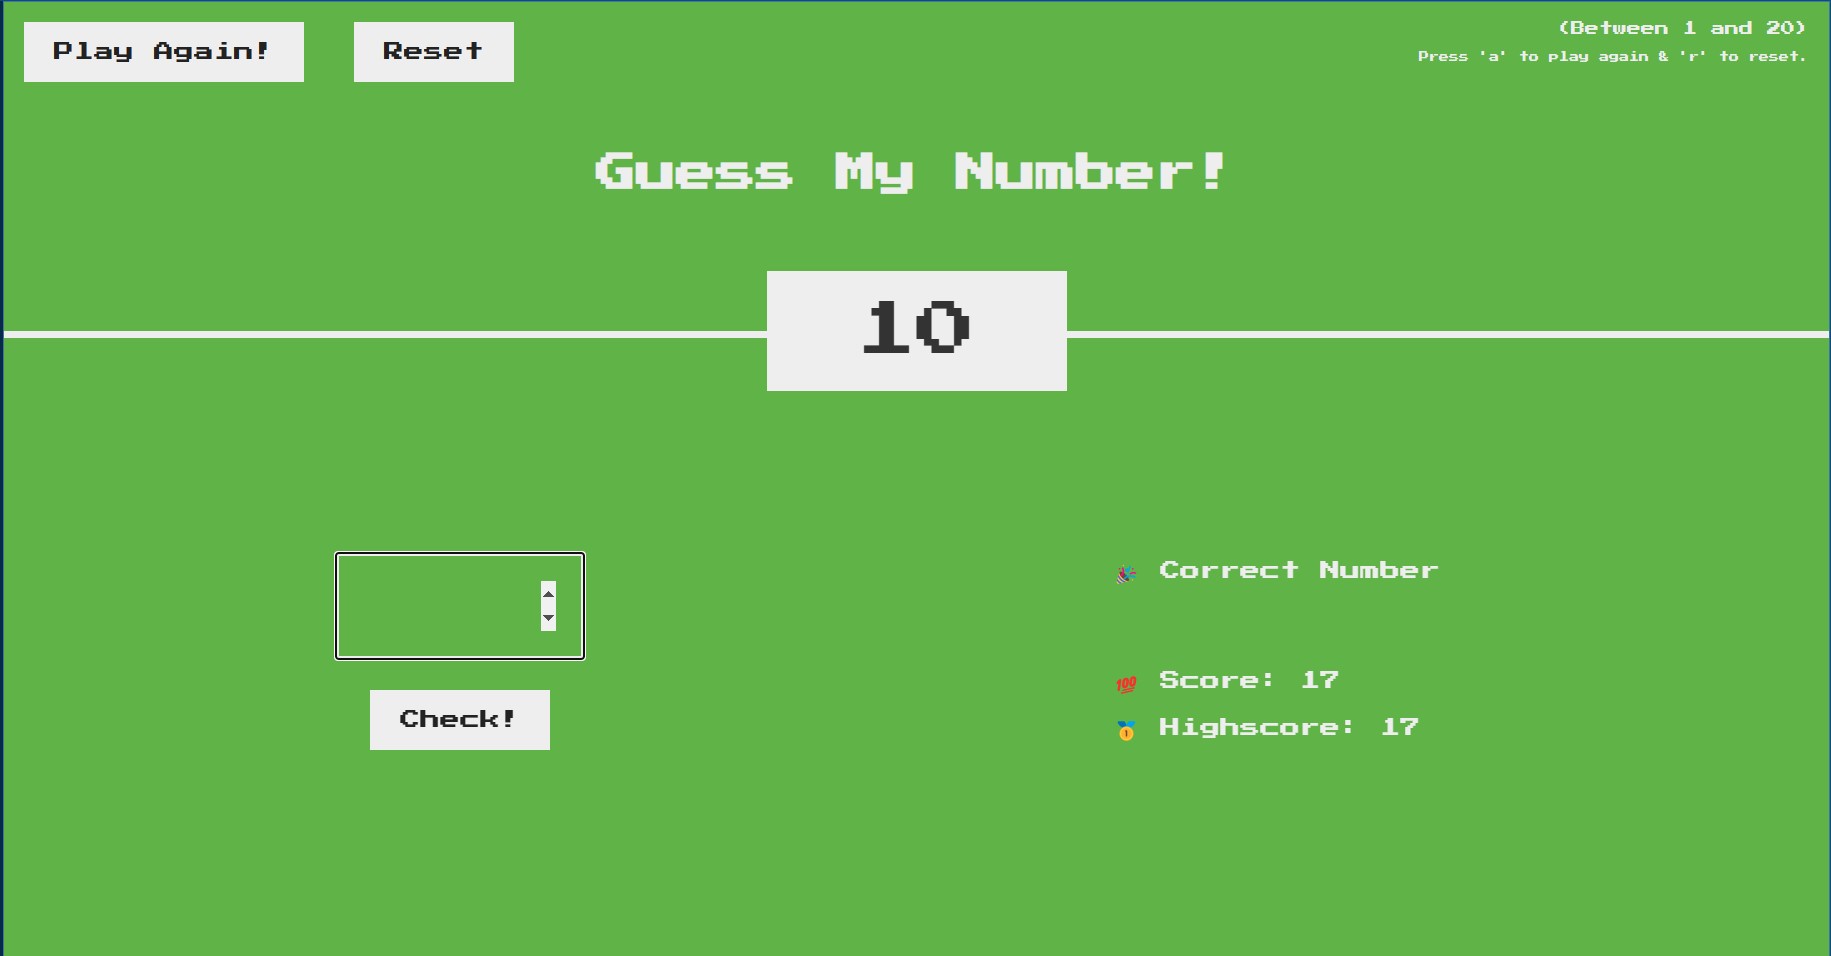 Play Again!
Reset
(Between 1 and 20)
Press 'a' to play again & 'r' to reset.
Guess My Number!
10
🎉 Correct Number
💯 Score: 17
🥇 Highscore: 17
Check!